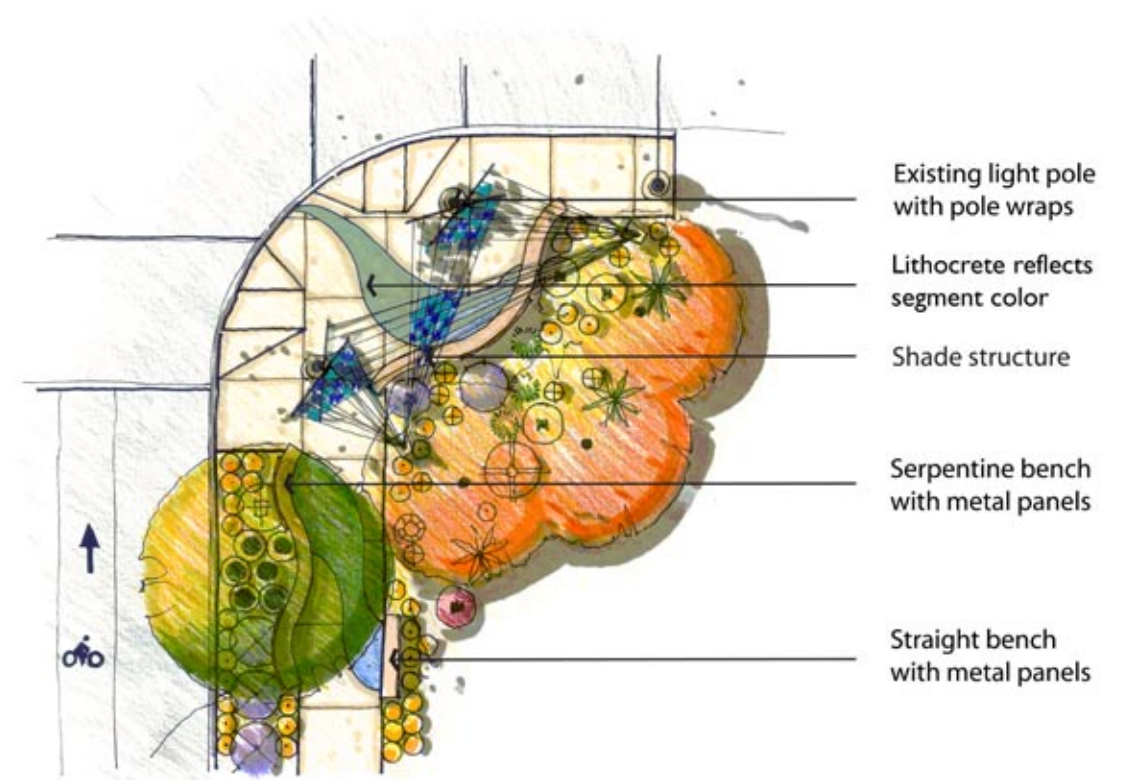 Existing light pole
with pole wraps
Lithocrete reflects
segment color
Shade structure
Serpentine bench
with metal panels
Straight bench
with metal panels